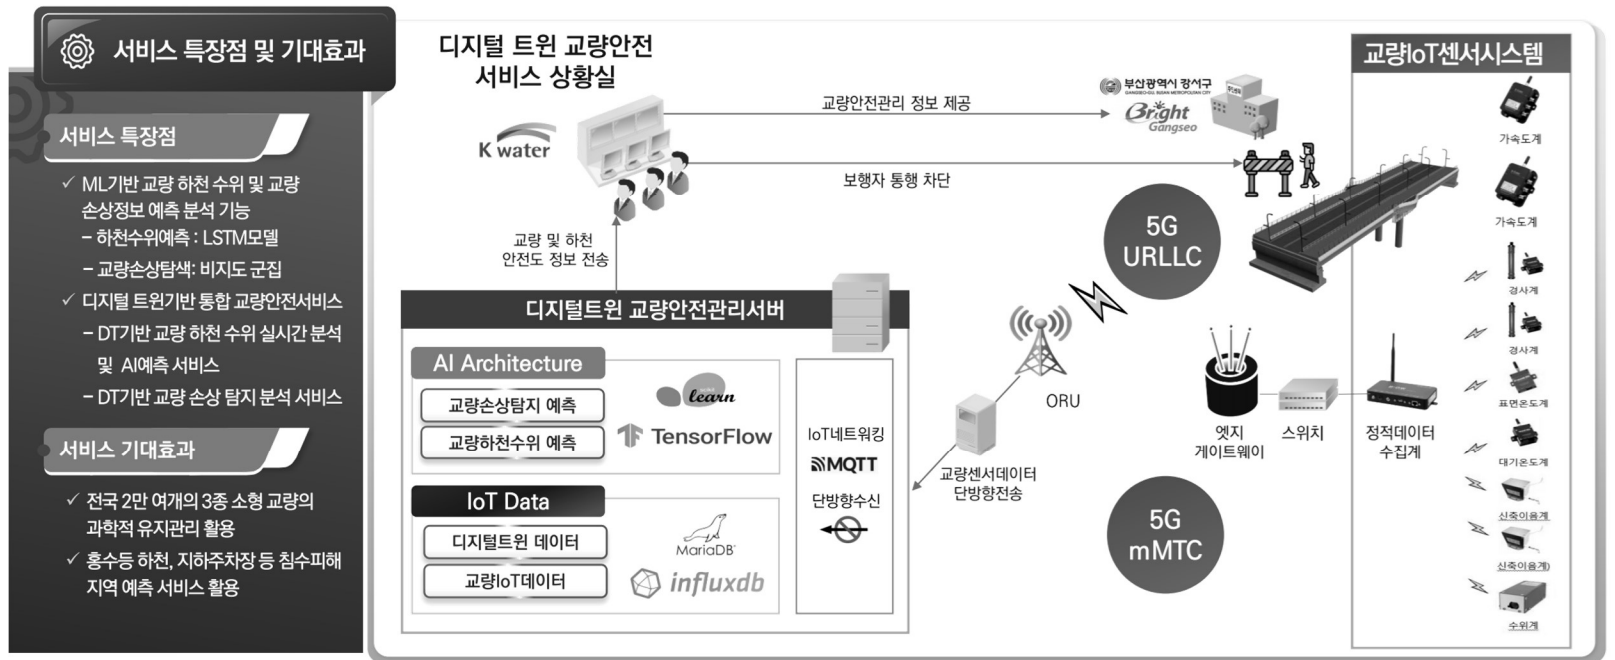 서비스 특장점 및 기대효과
서비스 특장점
✓ ML기반 교량 하천 수위 및 교량
손상정보 예측 분석 기능
- 하천수위예측 : LSTM모델
- 교량손상탐색: 비지도 군집
✓ 디지털 트윈기반 통합 교량안전서비스
- DT기반 교량 하천 수위 실시간 분석
및 AI예측 서비스
- DT기반 교량 손상 탐지 분석 서비스
서비스 기대효과
✓ 전국 2만 여개의 3종 소형 교량의
과학적 유지관리 활용
✓ 홍수등 하천, 지하주차장 등 침수피해
지역 예측 서비스 활용
디지털 트윈 교량안전
서비스 상황실
K water
교량안전관리 정보 제공
부산광역시 강서구
GANGSEO-GU, BUSAN METROPOLITAN CITY
Bright
Gangseo
보행자 통행 차단
교량 및 하천
안전도 정보 전송
디지털트윈 교량안전관리서버
AI Architecture
교량손상탐지 예측
교량하천수위 예측
learn
TensorFlow
IoT Data
디지털트윈 데이터
교량IoT데이터
MariaDB
influxdb
IoT네트워킹
MQTT
단방향수신
교량센서데이터
단방향전송
ORU
5G
URLLC
5G
mMTC
엣지
게이트웨이
스위치
정적데이터
수집계
교량IoT센서시스템
가속도계
가속도계
경사계
경사계
표면온도계
대기온도계
신축이음계
신축이음계)
수위계